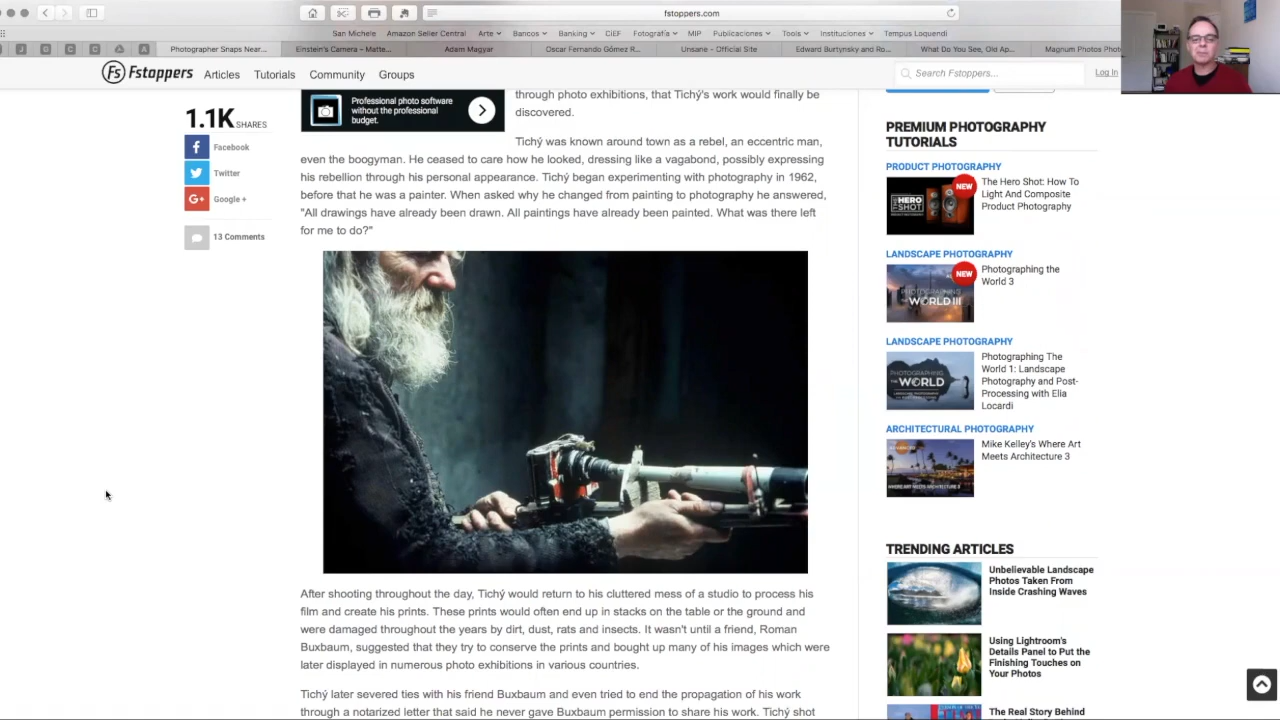 fstoppers.com
San Michele Amazon Seller Central Arte Bancos Banking CIEF Fotografía MIP Publicaciones Tools Instituciones Tempus Loquendi
Photographer Snaps Near... Einstein's Camera – Matte... Adam Magyar Oscar Fernando Gómez R... Unsane – Official Site Edward Burtynsky and Ro... What Do You See, Old Ap... Magnum Photos Phot
Fs Fstoppers Articles Tutorials Community Groups Search Fstoppers... Log In
1.1K SHARES
Facebook
Twitter
Google +
13 Comments
Professional photo software
without the professional
budget.
through photo exhibitions, that Tichý's work would finally be
discovered.
Tichý was known around town as a rebel, an eccentric man,
even the boogyman. He ceased to care how he looked, dressing like a vagabond, possibly expressing
his rebellion through his personal appearance. Tichý began experimenting with photography in 1962,
before that he was a painter. When asked why he changed from painting to photography he answered,
"All drawings have already been drawn. All paintings have already been painted. What was there left
for me to do?"
After shooting throughout the day, Tichý would return to his cluttered mess of a studio to process his
film and create his prints. These prints would often end up in stacks on the table or the ground and
were damaged throughout the years by dirt, dust, rats and insects. It wasn't until a friend, Roman
Buxbaum, suggested that they try to conserve the prints and bought up many of his images which were
later displayed in numerous photo exhibitions in various countries.
Tichý later severed ties with his friend Buxbaum and even tried to end the propagation of his work
through a notarized letter that said he never gave Buxbaum permission to share his work. Tichý shot
PREMIUM PHOTOGRAPHY
TUTORIALS
PRODUCT PHOTOGRAPHY
THE HERO SHOT
NEW
The Hero Shot: How To
Light And Composite
Product Photography
LANDSCAPE PHOTOGRAPHY
PHOTOGRAPHING
THE WORLD III
NEW
Photographing the
World 3
LANDSCAPE PHOTOGRAPHY
PHOTOGRAPHING
THE WORLD
Photographing The
World 1: Landscape
Photography and Post-
Processing with Elia
Locardi
ARCHITECTURAL PHOTOGRAPHY
WHERE ART MEETS ARCHITECTURE 3
Mike Kelley's Where Art
Meets Architecture 3
TRENDING ARTICLES
Unbelievable Landscape
Photos Taken From
Inside Crashing Waves
Using Lightroom's
Details Panel to Put the
Finishing Touches on
Your Photos
The Real Story Behind